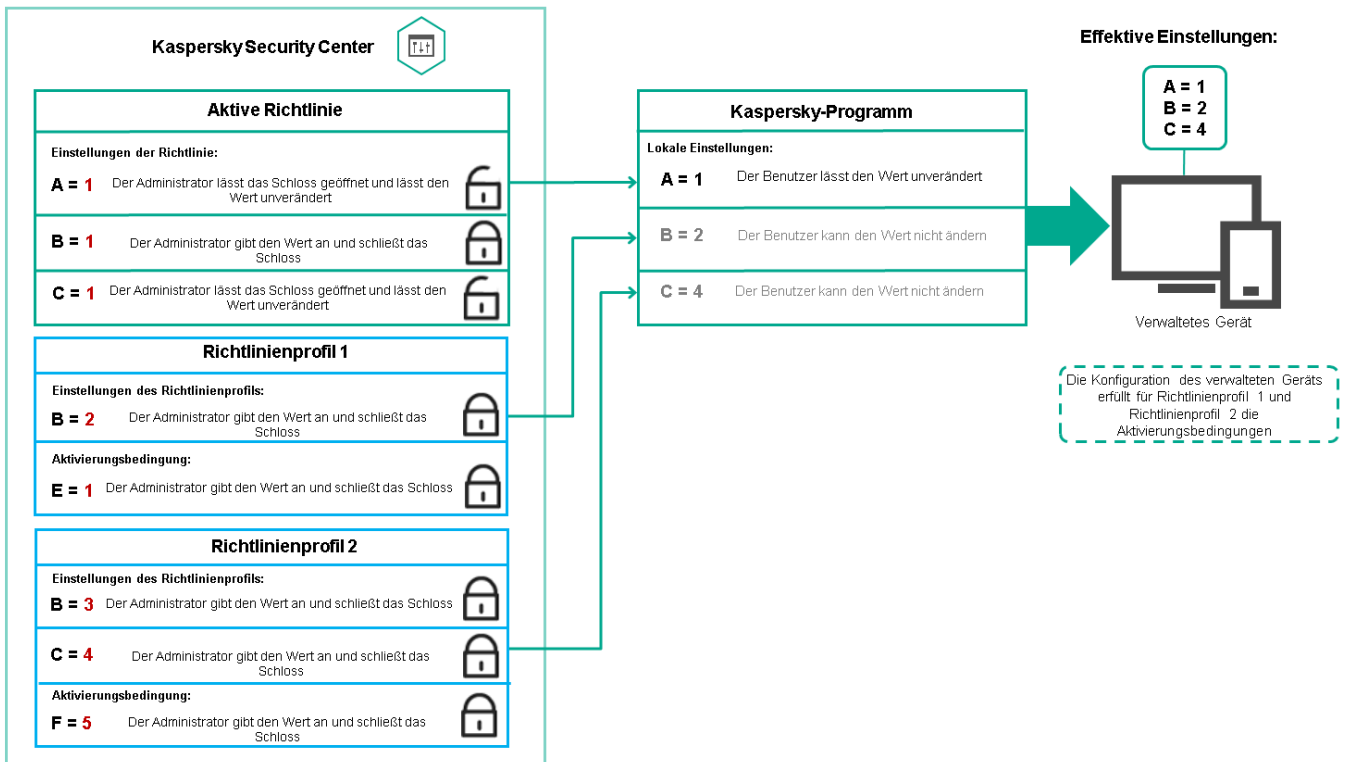 Kaspersky Security Center
Aktive Richtlinie
Einstellungen der Richtlinie:
A = 1
Der Administrator lässt das Schloss geöffnet und lässt den
Wert unverändert
B = 1
Der Administrator gibt den Wert an und schließt das
Schloss
C = 1
Der Administrator lässt das Schloss geöffnet und lässt den
Wert unverändert
Richtlinienprofil 1
Einstellungen des Richtlinienprofils:
B = 2
Der Administrator gibt den Wert an und schließt das
Schloss
Aktivierungsbedingung:
E = 1
Der Administrator gibt den Wert an und schließt das Schloss
Richtlinienprofil 2
Einstellungen des Richtlinienprofils:
B = 3
Der Administrator gibt den Wert an und schließt das Schloss
C = 4
Der Administrator gibt den Wert an und schließt das
Schloss
Aktivierungsbedingung:
F = 5
Der Administrator gibt den Wert an und schließt das
Schloss
Kaspersky-Programm
Lokale Einstellungen:
A = 1
Der Benutzer lässt den Wert unverändert
B = 2
Der Benutzer kann den Wert nicht ändern
C = 4
Der Benutzer kann den Wert nicht ändern
Effektive Einstellungen:
A = 1
B = 2
C = 4
Verwaltetes Gerät
Die Konfiguration des verwalteten Geräts
erfüllt für Richtlinienprofil 1 und
Richtlinienprofil 2 die
Aktivierungsbedingungen